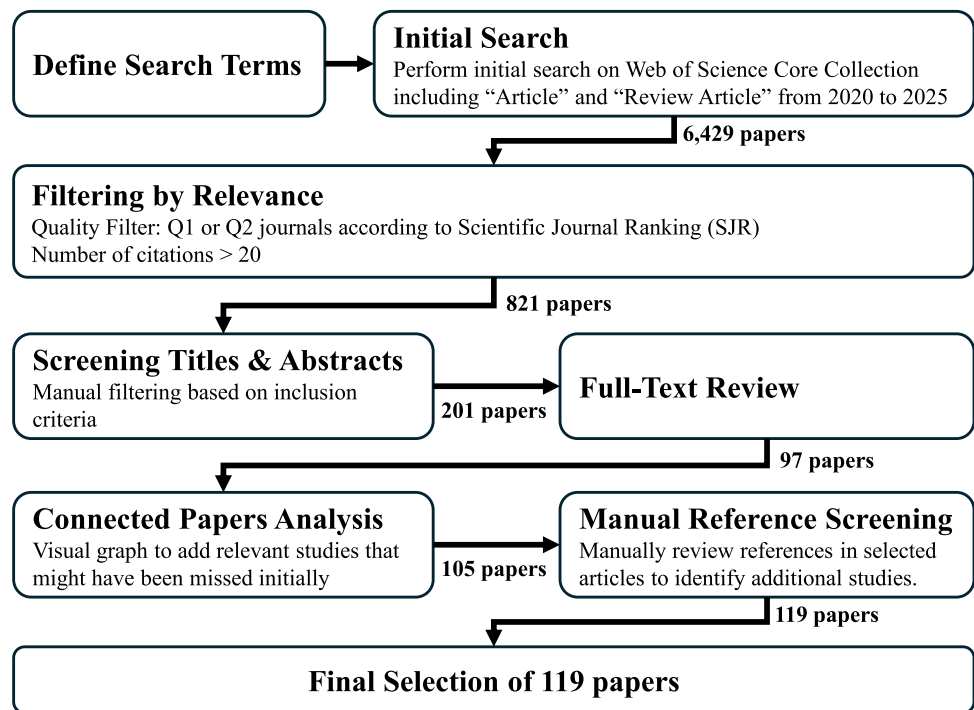 Define Search Terms
Initial Search
Perform initial search on Web of Science Core Collection
including “Article” and “Review Article” from 2020 to 2025
6,429 papers
Filtering by Relevance
Quality Filter: Q1 or Q2 journals according to Scientific Journal Ranking (SJR)
Number of citations > 20
821 papers
Screening Titles & Abstracts
Manual filtering based on inclusion
criteria
201 papers
Full-Text Review
97 papers
Connected Papers Analysis
Visual graph to add relevant studies that
might have been missed initially
105 papers
Manual Reference Screening
Manually review references in selected
articles to identify additional studies.
119 papers
Final Selection of 119 papers